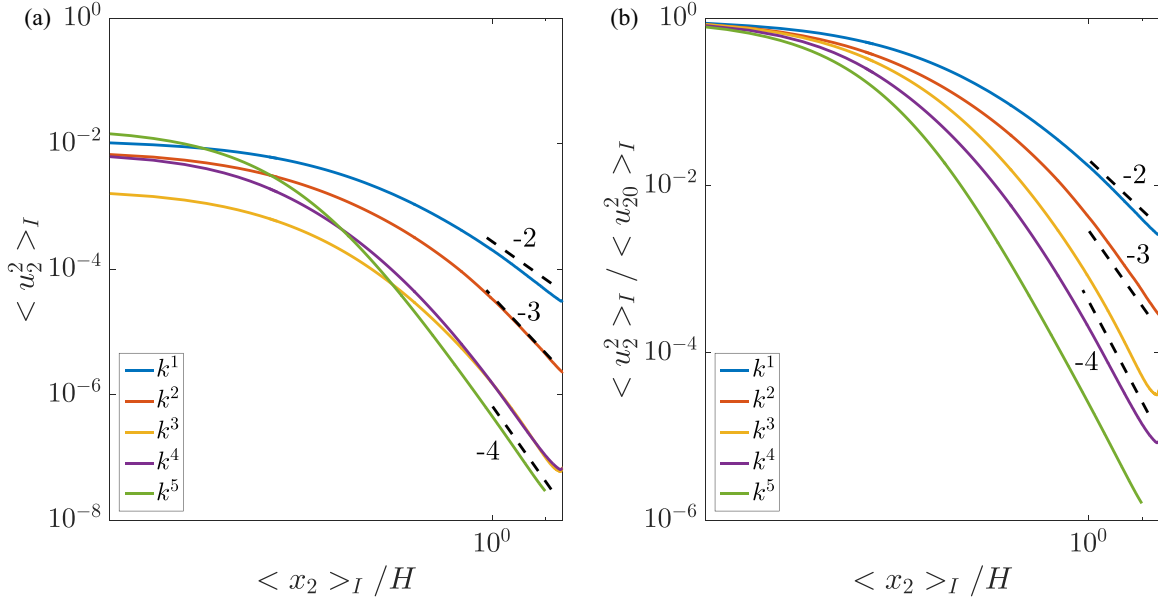 (a)
10^0
10^-2
10^-4
10^-6
10^-8
< u_2^2 >_I
-2
-3
-4
k^1
k^2
k^3
k^4
k^5
10^0
< x_2 >_I /H
(b)
10^0
10^-2
10^-4
10^-6
< u_2^2 >_I / < u_20^2 >_I
-2
-3
-4
k^1
k^2
k^3
k^4
k^5
10^0
< x_2 >_I /H